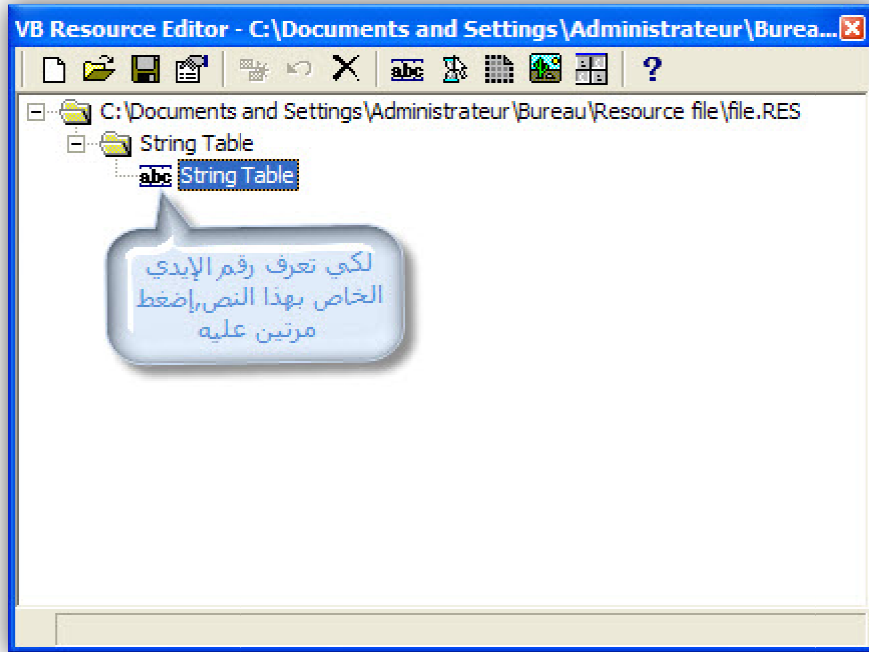 VB Resource Editor - C:\Documents and Settings\Administrateur\Burea...
abc
?
C:\Documents and Settings\Administrateur\Bureau\Resource file\file.RES
String Table
abc String Table
لكي تعرف رقم الإيدي
الخاص بهذا النص,إضغط
مرتين عليه